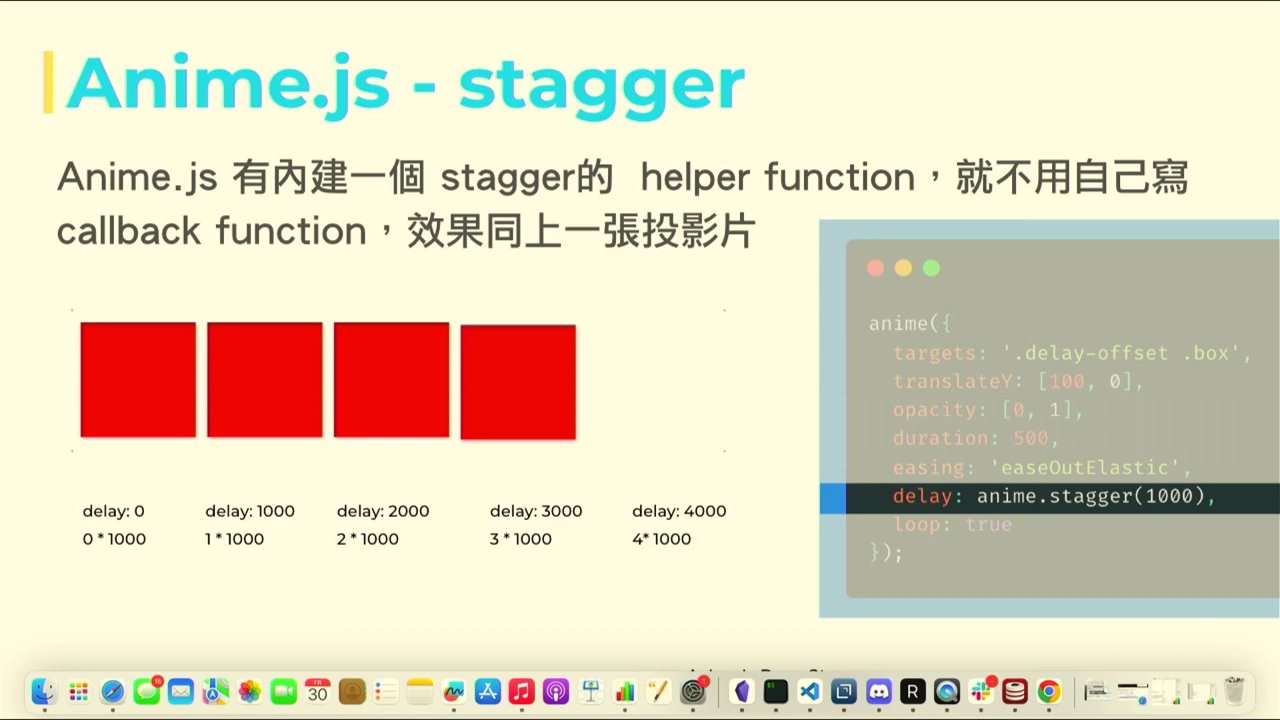 Anime.js - stagger
Anime.js 有內建一個 stagger的 helper function，就不用自己寫
callback function，效果同上一張投影片
anime({
targets: '.delay-offset .box',
translateY: [100, 0],
opacity: [0, 1],
duration: 500,
easing: 'easeOutElastic',
delay: anime.stagger(1000),
loop: true
});
delay: 0 delay: 1000 delay: 2000 delay: 3000 delay: 4000
0 * 1000 1 * 1000 2 * 1000 3 * 1000 4* 1000
30
R